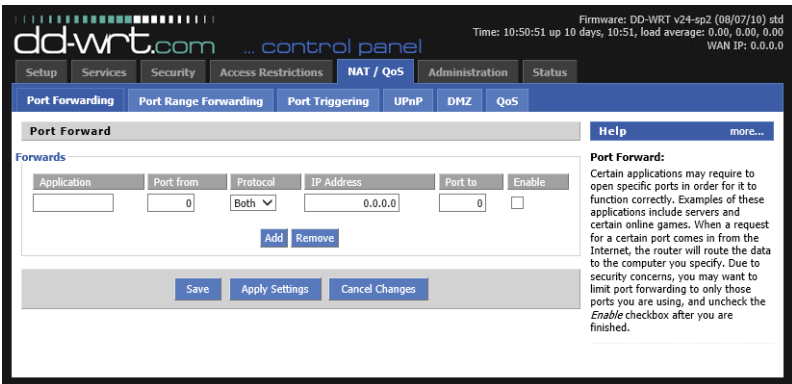 Firmware: DD-WRT v24-sp2 (08/07/10) std
Time: 10:50:51 up 10 days, 10:51, load average: 0.00, 0.00, 0.00
WAN IP: 0.0.0.0
dd-wrt.com ... control panel
Setup Services Security Access Restrictions NAT / QoS Administration Status
Port Forwarding Port Range Forwarding Port Triggering UPnP DMZ QoS
Port Forward
Forwards
Application Port from Protocol IP Address Port to Enable
0 Both 0.0.0.0 0
Add Remove
Save Apply Settings Cancel Changes
Help more...
Port Forward:
Certain applications may require to
open specific ports in order for it to
function correctly. Examples of these
applications include servers and
certain online games. When a request
for a certain port comes in from the
Internet, the router will route the data
to the computer you specify. Due to
security concerns, you may want to
limit port forwarding to only those
ports you are using, and uncheck the
Enable checkbox after you are
finished.